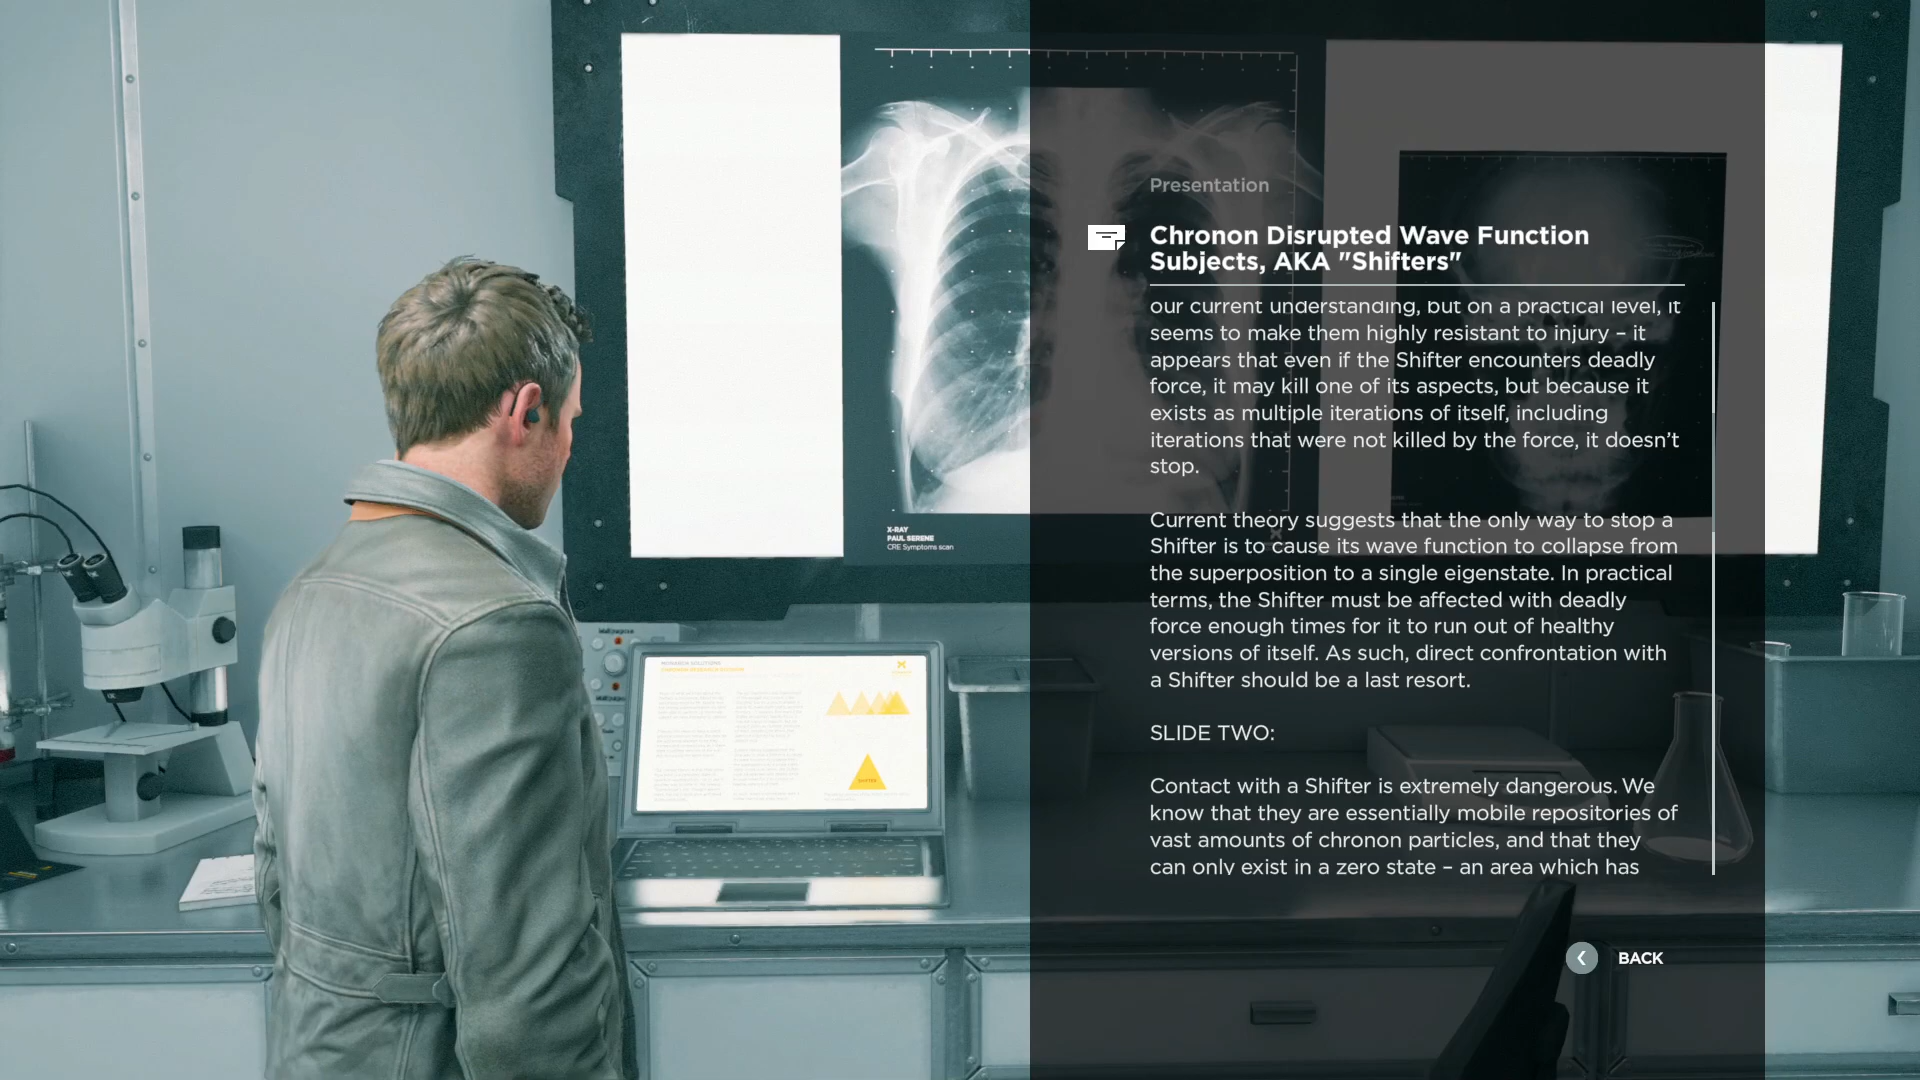 Presentation
Chronon Disrupted Wave Function
Subjects, AKA "Shifters"
our current understanding, but on a practical level, it
seems to make them highly resistant to injury – it
appears that even if the Shifter encounters deadly
force, it may kill one of its aspects, but because it
exists as multiple iterations of itself, including
iterations that were not killed by the force, it doesn’t
stop.
Current theory suggests that the only way to stop a
Shifter is to cause its wave function to collapse from
the superposition to a single eigenstate. In practical
terms, the Shifter must be affected with deadly
force enough times for it to run out of healthy
versions of itself. As such, direct confrontation with
a Shifter should be a last resort.
SLIDE TWO:
Contact with a Shifter is extremely dangerous. We
know that they are essentially mobile repositories of
vast amounts of chronon particles, and that they
can only exist in a zero state – an area which has
BACK
X-RAY
PAUL SERENE
CRE Symptoms scan
MONARCH SOLUTIONS
SHIFTER